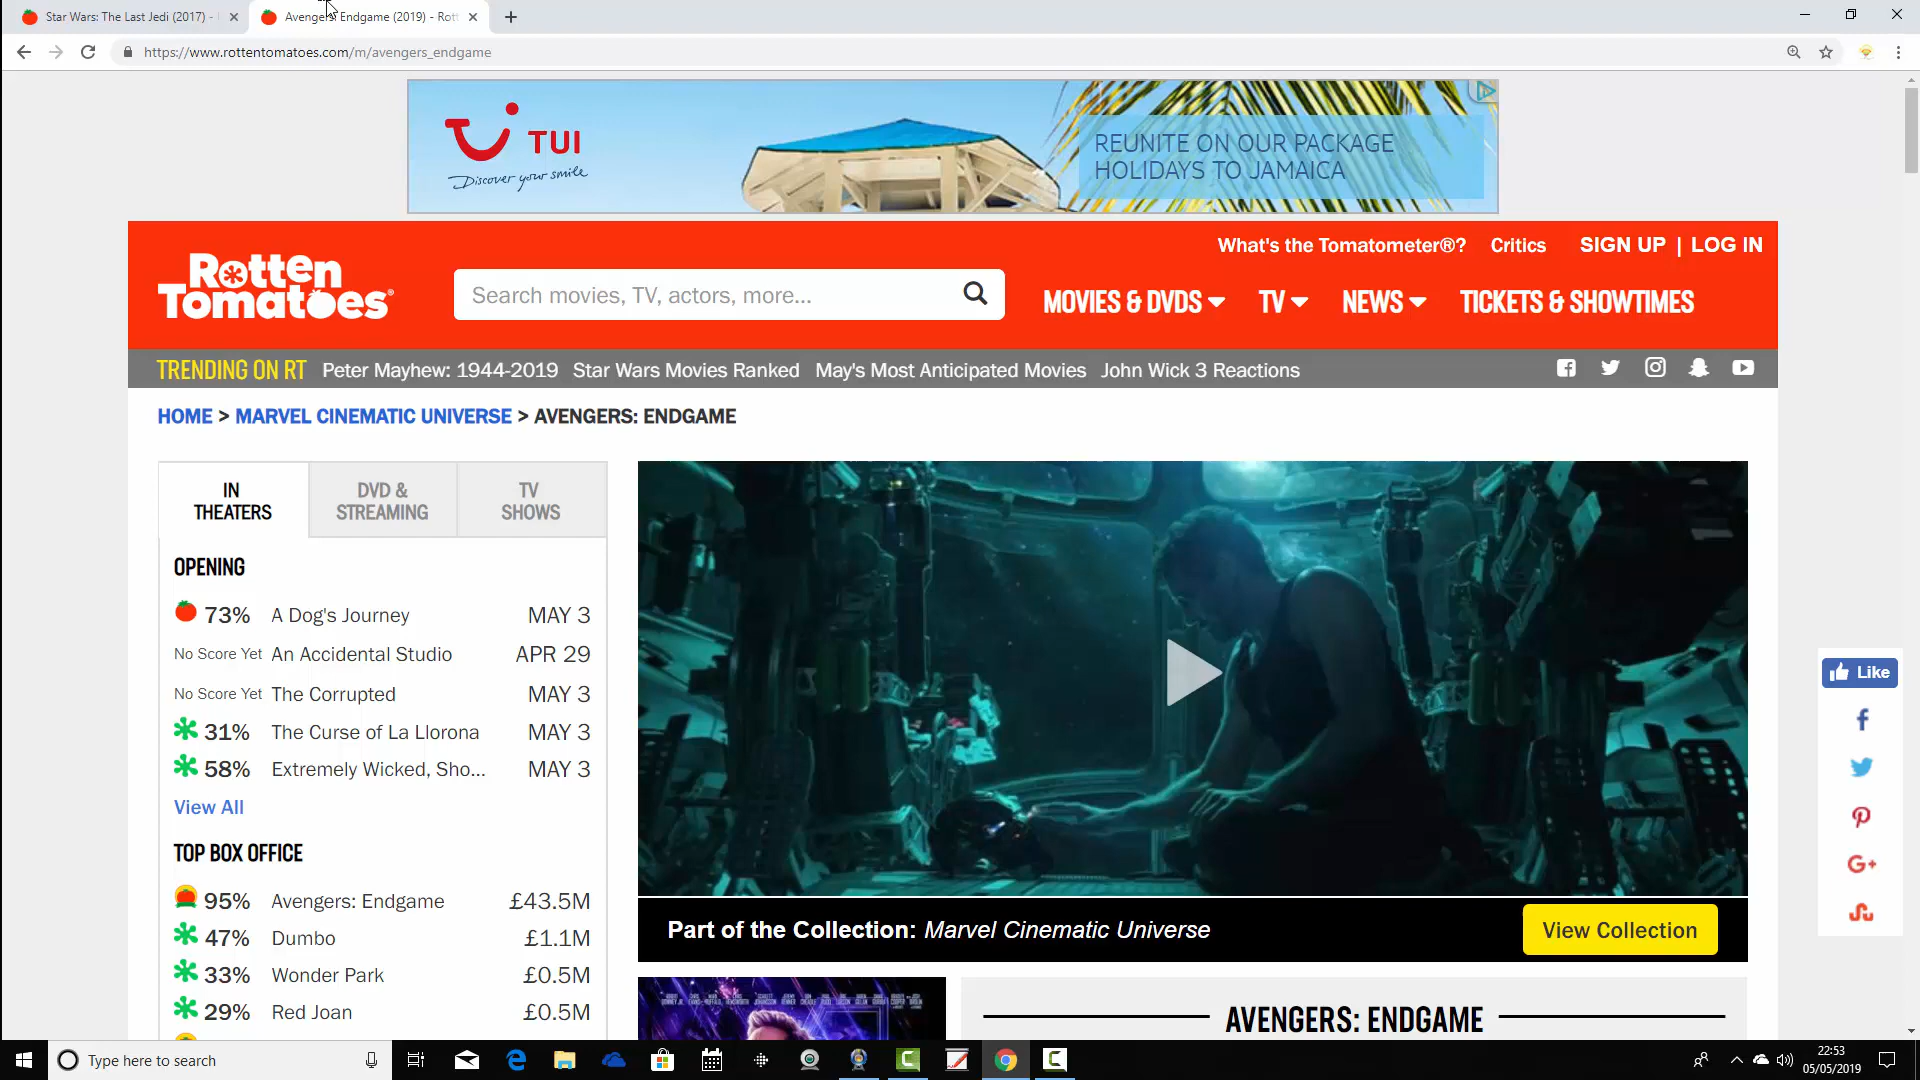 Star Wars: The Last Jedi (2017) -
Avengers: Endgame (2019) - Rott
https://www.rottentomatoes.com/m/avengers_endgame
TUI
Discover your smile
REUNITE ON OUR PACKAGE
HOLIDAYS TO JAMAICA
What's the Tomatometer®? Critics SIGN UP | LOG IN
Rotten
Tomatoes
Search movies, TV, actors, more...
MOVIES & DVDS TV NEWS TICKETS & SHOWTIMES
TRENDING ON RT Peter Mayhew: 1944-2019 Star Wars Movies Ranked May's Most Anticipated Movies John Wick 3 Reactions
HOME > MARVEL CINEMATIC UNIVERSE > AVENGERS: ENDGAME
IN
THEATERS
DVD &
STREAMING
TV
SHOWS
OPENING
73% A Dog's Journey MAY 3
No Score Yet An Accidental Studio APR 29
No Score Yet The Corrupted MAY 3
31% The Curse of La Llorona MAY 3
58% Extremely Wicked, Sho... MAY 3
View All
TOP BOX OFFICE
95% Avengers: Endgame £43.5M
47% Dumbo £1.1M
33% Wonder Park £0.5M
29% Red Joan £0.5M
Part of the Collection: Marvel Cinematic Universe
View Collection
AVENGERS: ENDGAME
Like
G+
Type here to search
22:53
05/05/2019